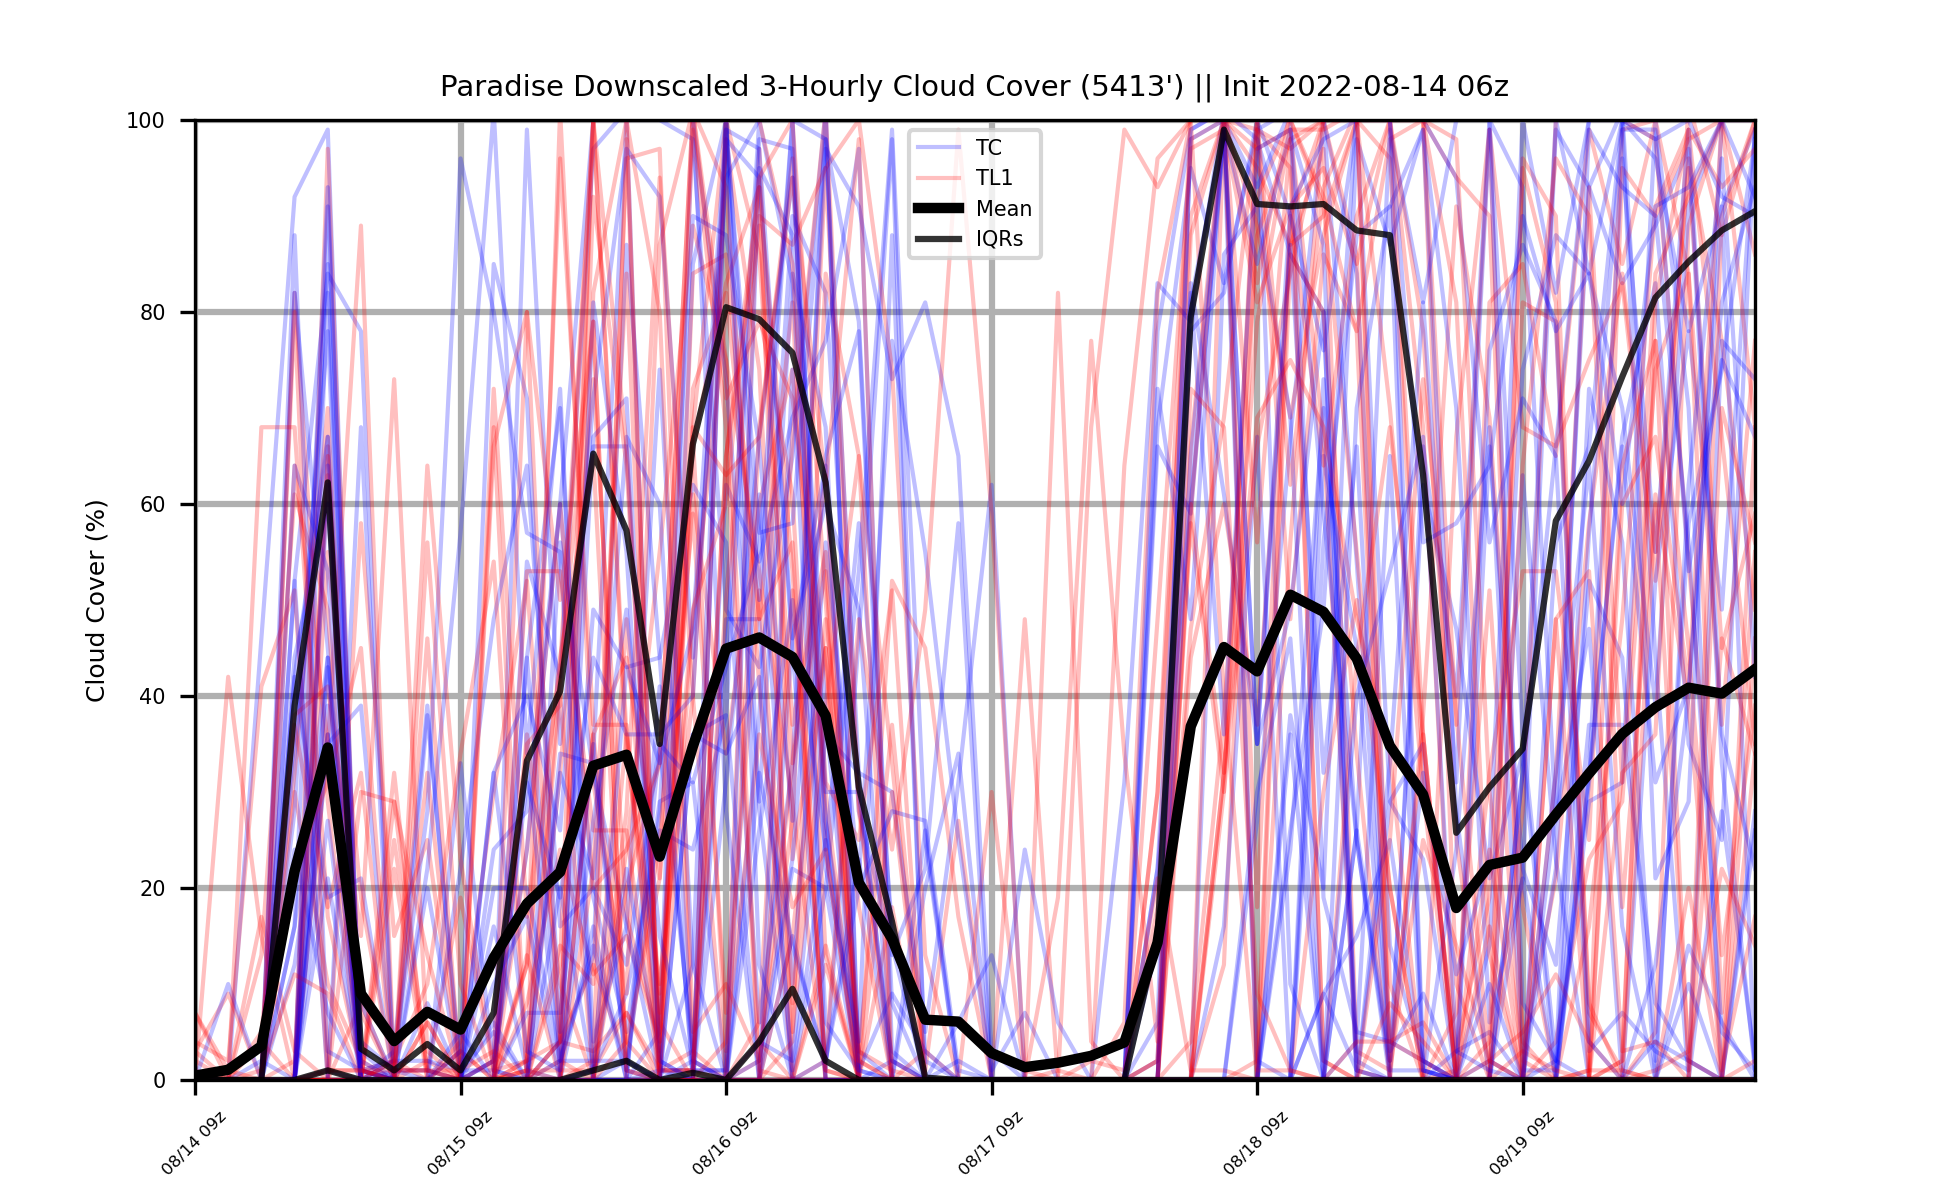 Paradise Downscaled 3-Hourly Cloud Cover (5413') || Init 2022-08-14 06z
TC
TL1
Mean
IQRs
Cloud Cover (%)
100
80
60
40
20
0
08/14 09z
08/15 09z
08/16 09z
08/17 09z
08/18 09z
08/19 09z